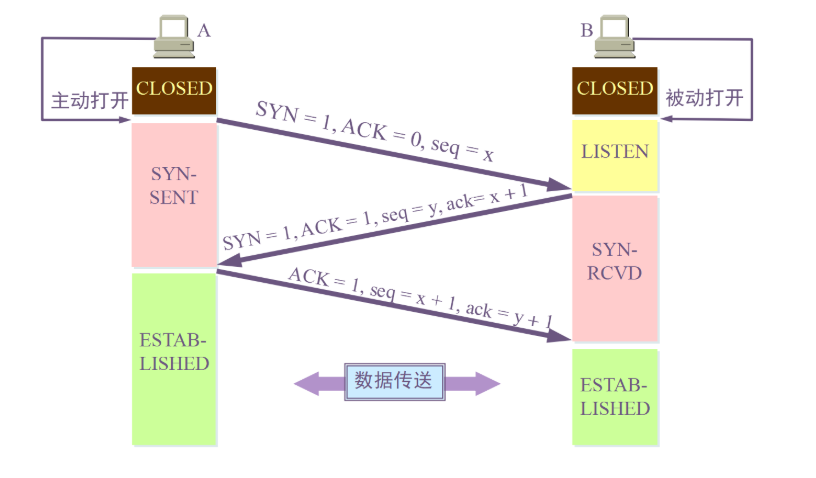 A
B
CLOSED
CLOSED
主动打开
被动打开
SYN = 1, ACK = 0, seq = x
LISTEN
SYN-
SENT
SYN = 1, ACK = 1, seq = y, ack= x + 1
SYN-
RCVD
ACK = 1, seq = x + 1, ack = y + 1
ESTAB-
LISHED
数据传送
ESTAB-
LISHED